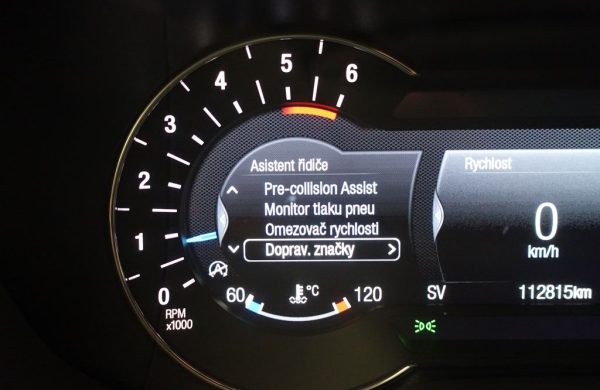 6
5
4
3
2
1
0
RPM
x1000
Asistent řidiče
Pre-collision Assist
Monitor tlaku pneu
Omezovač rychlosti
Doprav. značky
60 °C 120
Rychlost
0
km/h
SV 112815km